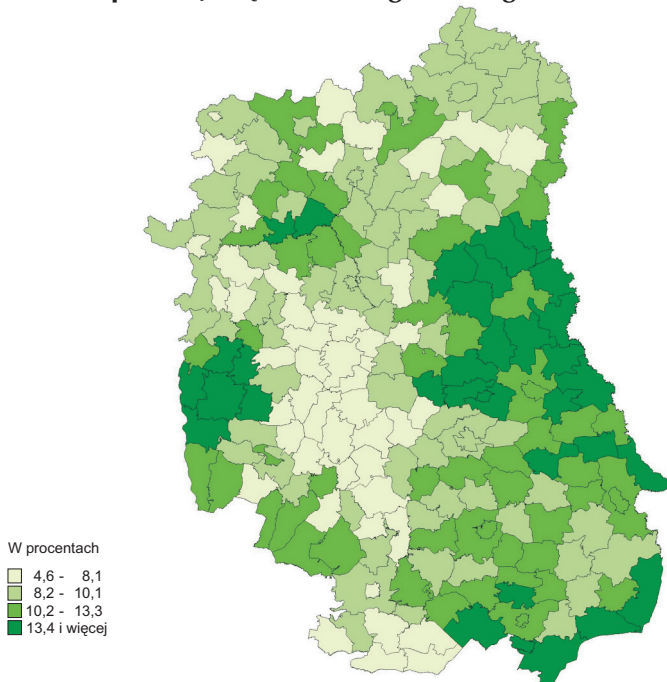 W procentach
4,6 - 8,1
8,2 - 10,1
10,2 - 13,3
13,4 i więcej